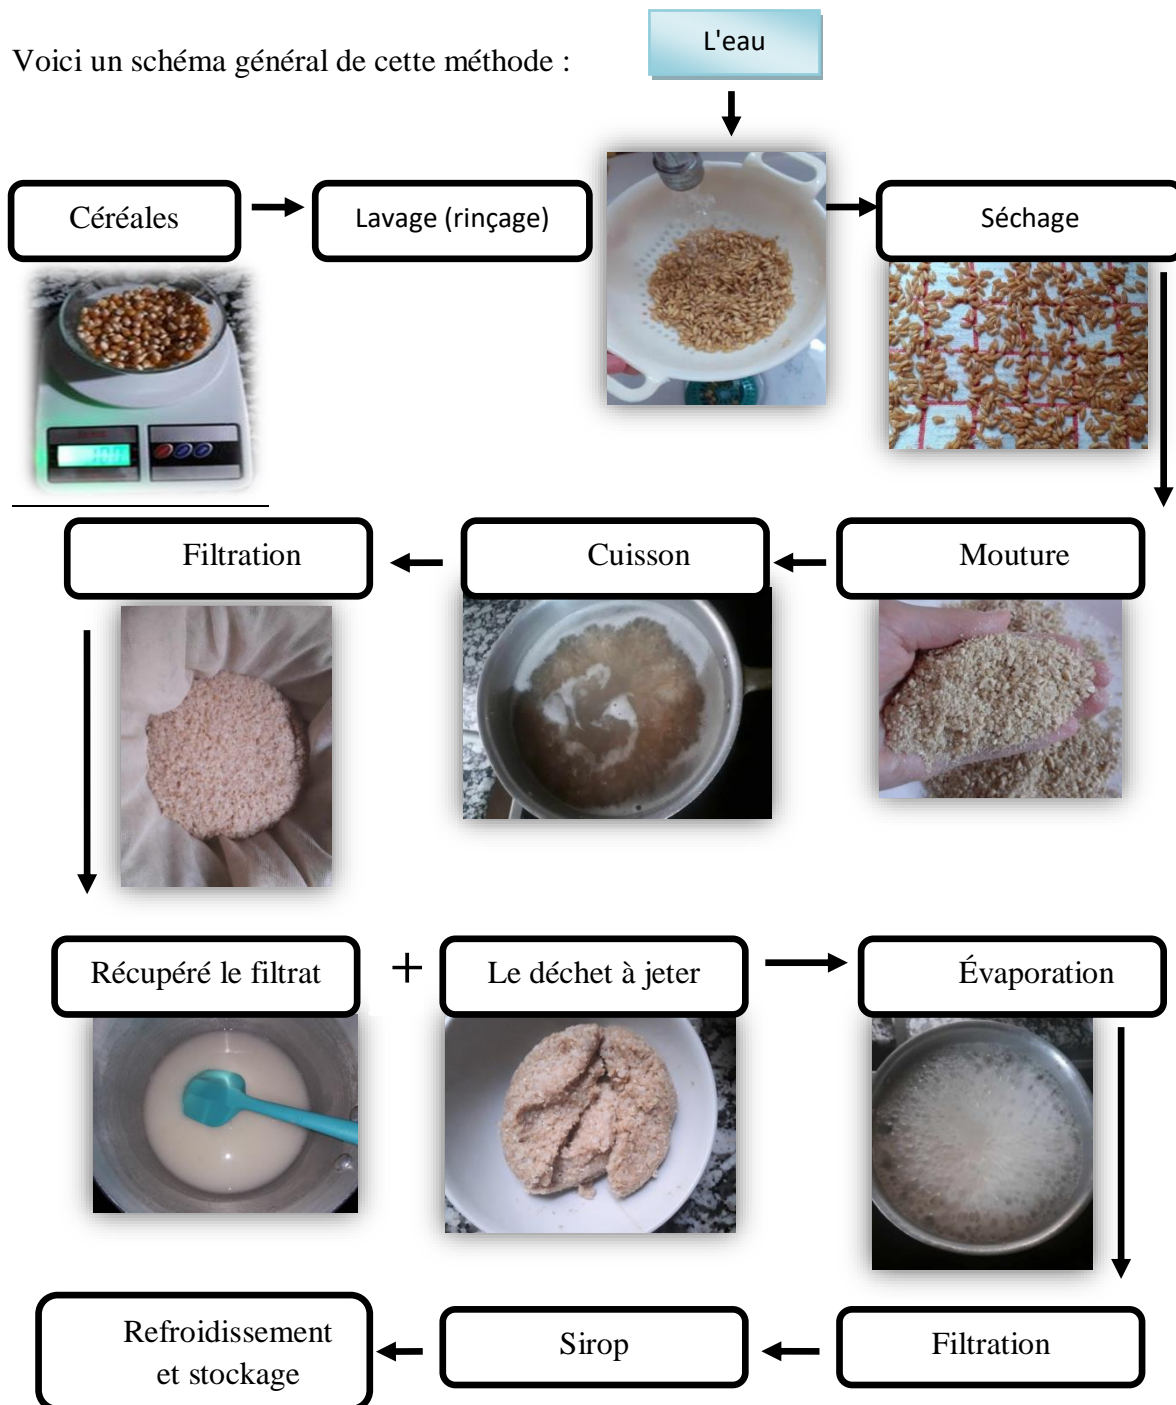 L'eau
Voici un schéma général de cette méthode :
Céréales
Lavage (rinçage)
Séchage
100
Filtration
Cuisson
Mouture
Récupéré le filtrat
+
Le déchet à jeter
Évaporation
Refroidissement
et stockage
Sirop
Filtration